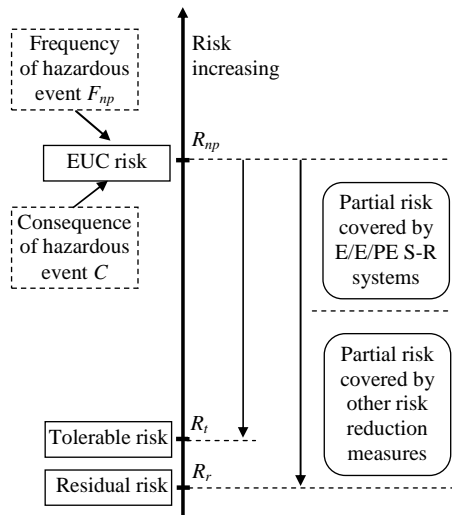 Frequency
of hazardous
event F_np
Risk
increasing
R_np
EUC risk
Consequence
of hazardous
event C
Partial risk
covered by
E/E/PE S-R
systems
Partial risk
covered by
other risk
reduction
measures
R_t
Tolerable risk
R_r
Residual risk